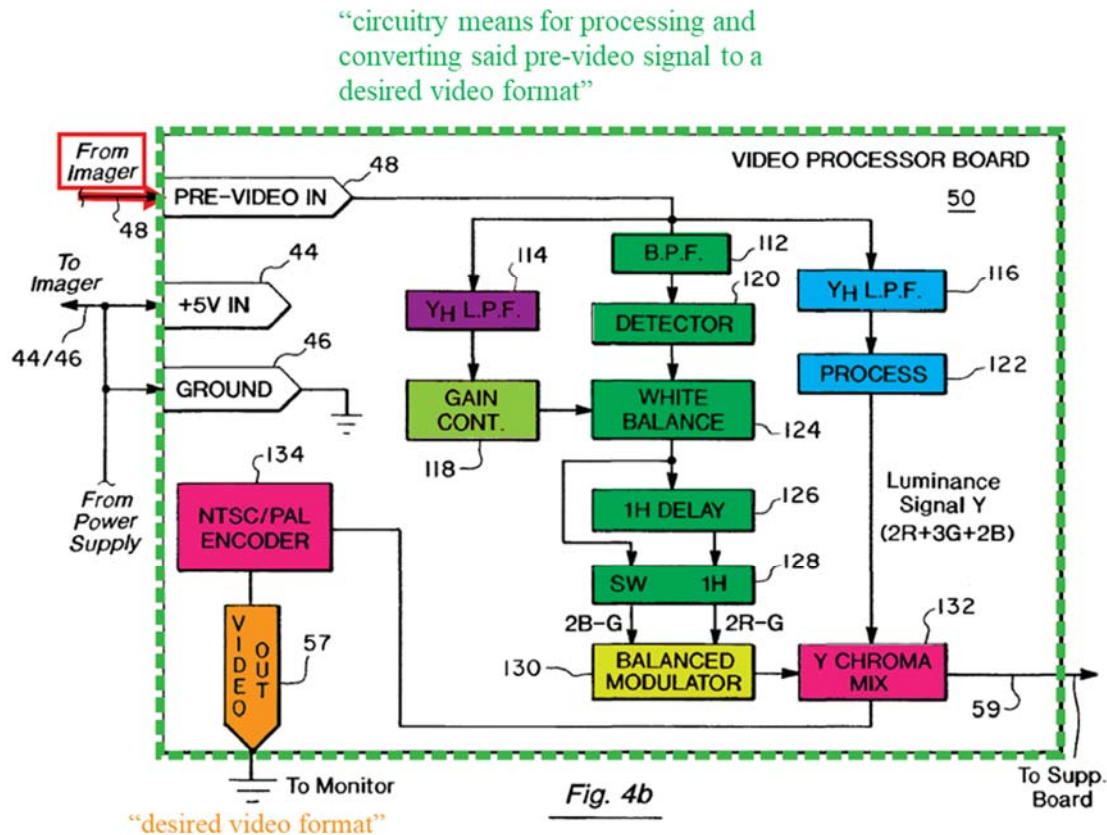 “circuitry means for processing and
converting said pre-video signal to a
desired video format”
From
Imager
48
PRE-VIDEO IN
48
VIDEO PROCESSOR BOARD
50
To
Imager
44/46
44
+5V IN
46
GROUND
From
Power
Supply
114
YH L.P.F.
GAIN
CONT.
118
B.P.F.
112
120
DETECTOR
WHITE
BALANCE
124
116
YH L.P.F.
PROCESS
122
126
1H DELAY
128
SW 1H
2B-G 2R-G
130
BALANCED
MODULATOR
Luminance
Signal Y
(2R+3G+2B)
132
Y CHROMA
MIX
59
To Supp.
Board
134
NTSC/PAL
ENCODER
VIDEO
OUT
57
To Monitor
Fig. 4b
“desired video format”